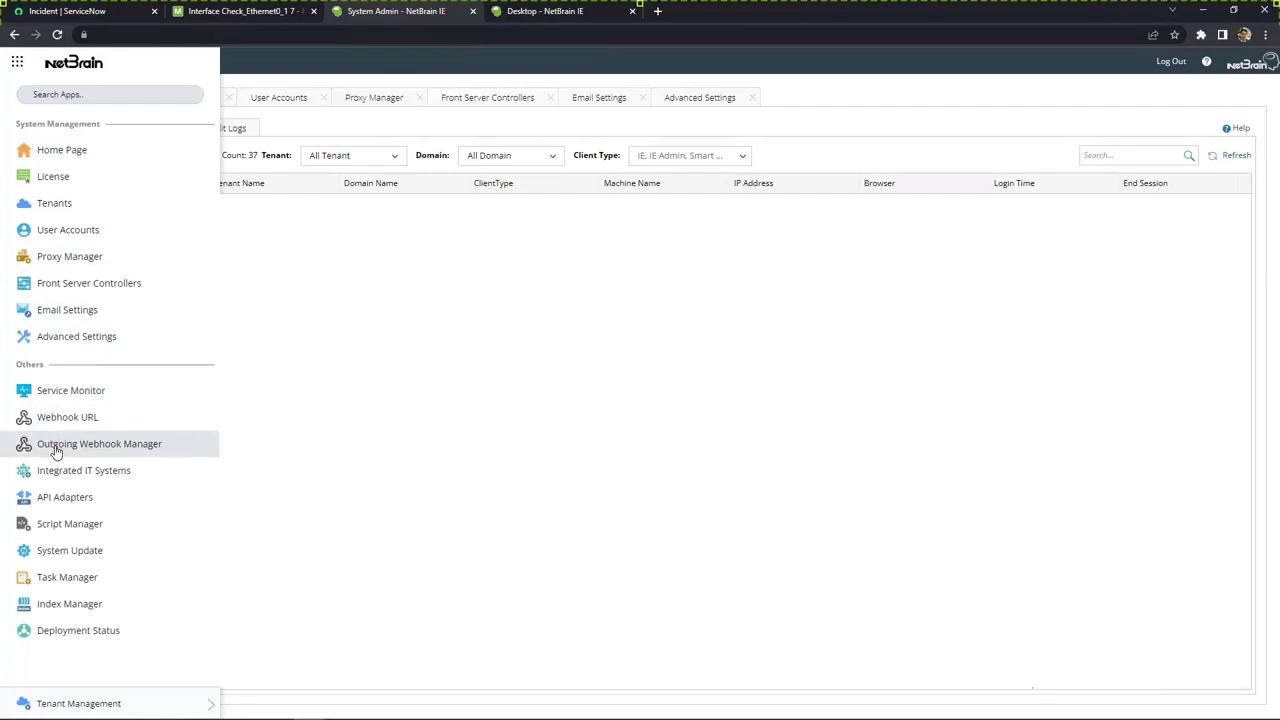 Incident | ServiceNow
Interface Check_Ethernet0_1 7 -
System Admin - NetBrain IE
Desktop - NetBrain IE
NetBrain
Log Out
NetBrain
Search Apps..
User Accounts
Proxy Manager
Front Server Controllers
Email Settings
Advanced Settings
System Management
it Logs
Help
Home Page
Count: 37 Tenant: All Tenant Domain: All Domain Client Type: IE, IE Admin, Smart ... Search... Refresh
License
enant Name Domain Name ClientType Machine Name IP Address Browser Login Time End Session
Tenants
User Accounts
Proxy Manager
Front Server Controllers
Email Settings
Advanced Settings
Others
Service Monitor
Webhook URL
Outgoing Webhook Manager
Integrated IT Systems
API Adapters
Script Manager
System Update
Task Manager
Index Manager
Deployment Status
Tenant Management